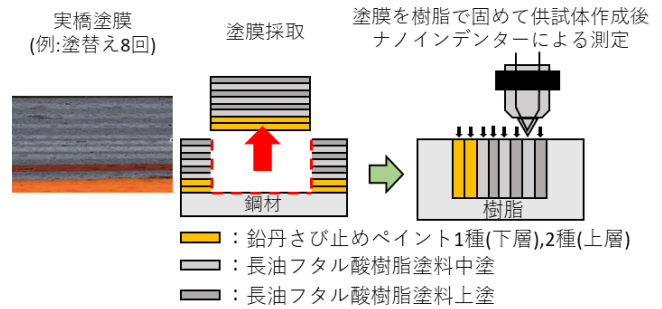 実橋塗膜
(例:塗替え8回)
塗膜採取
塗膜を樹脂で固めて供試体作成後
ナノインデンターによる測定
鋼材
樹脂
：鉛丹さび止めペイント1種(下層),2種(上層)
：長油フタル酸樹脂塗料中塗
：長油フタル酸樹脂塗料上塗